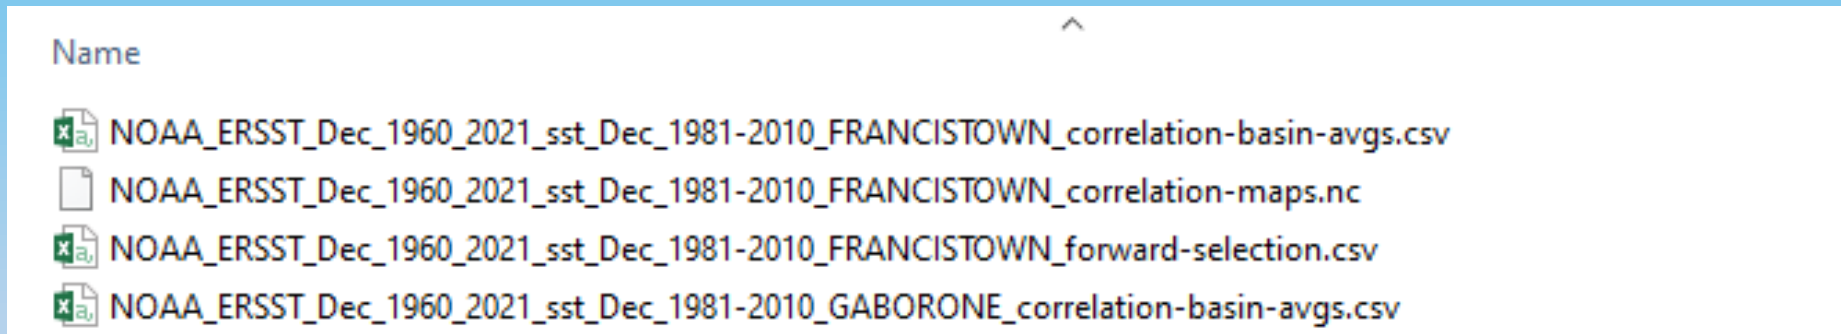 Name
NOAA_ERSST_Dec_1960_2021_sst_Dec_1981-2010_FRANCISTOWN_correlation-basin-avgs.csv
NOAA_ERSST_Dec_1960_2021_sst_Dec_1981-2010_FRANCISTOWN_correlation-maps.nc
NOAA_ERSST_Dec_1960_2021_sst_Dec_1981-2010_FRANCISTOWN_forward-selection.csv
NOAA_ERSST_Dec_1960_2021_sst_Dec_1981-2010_GABORONE_correlation-basin-avgs.csv